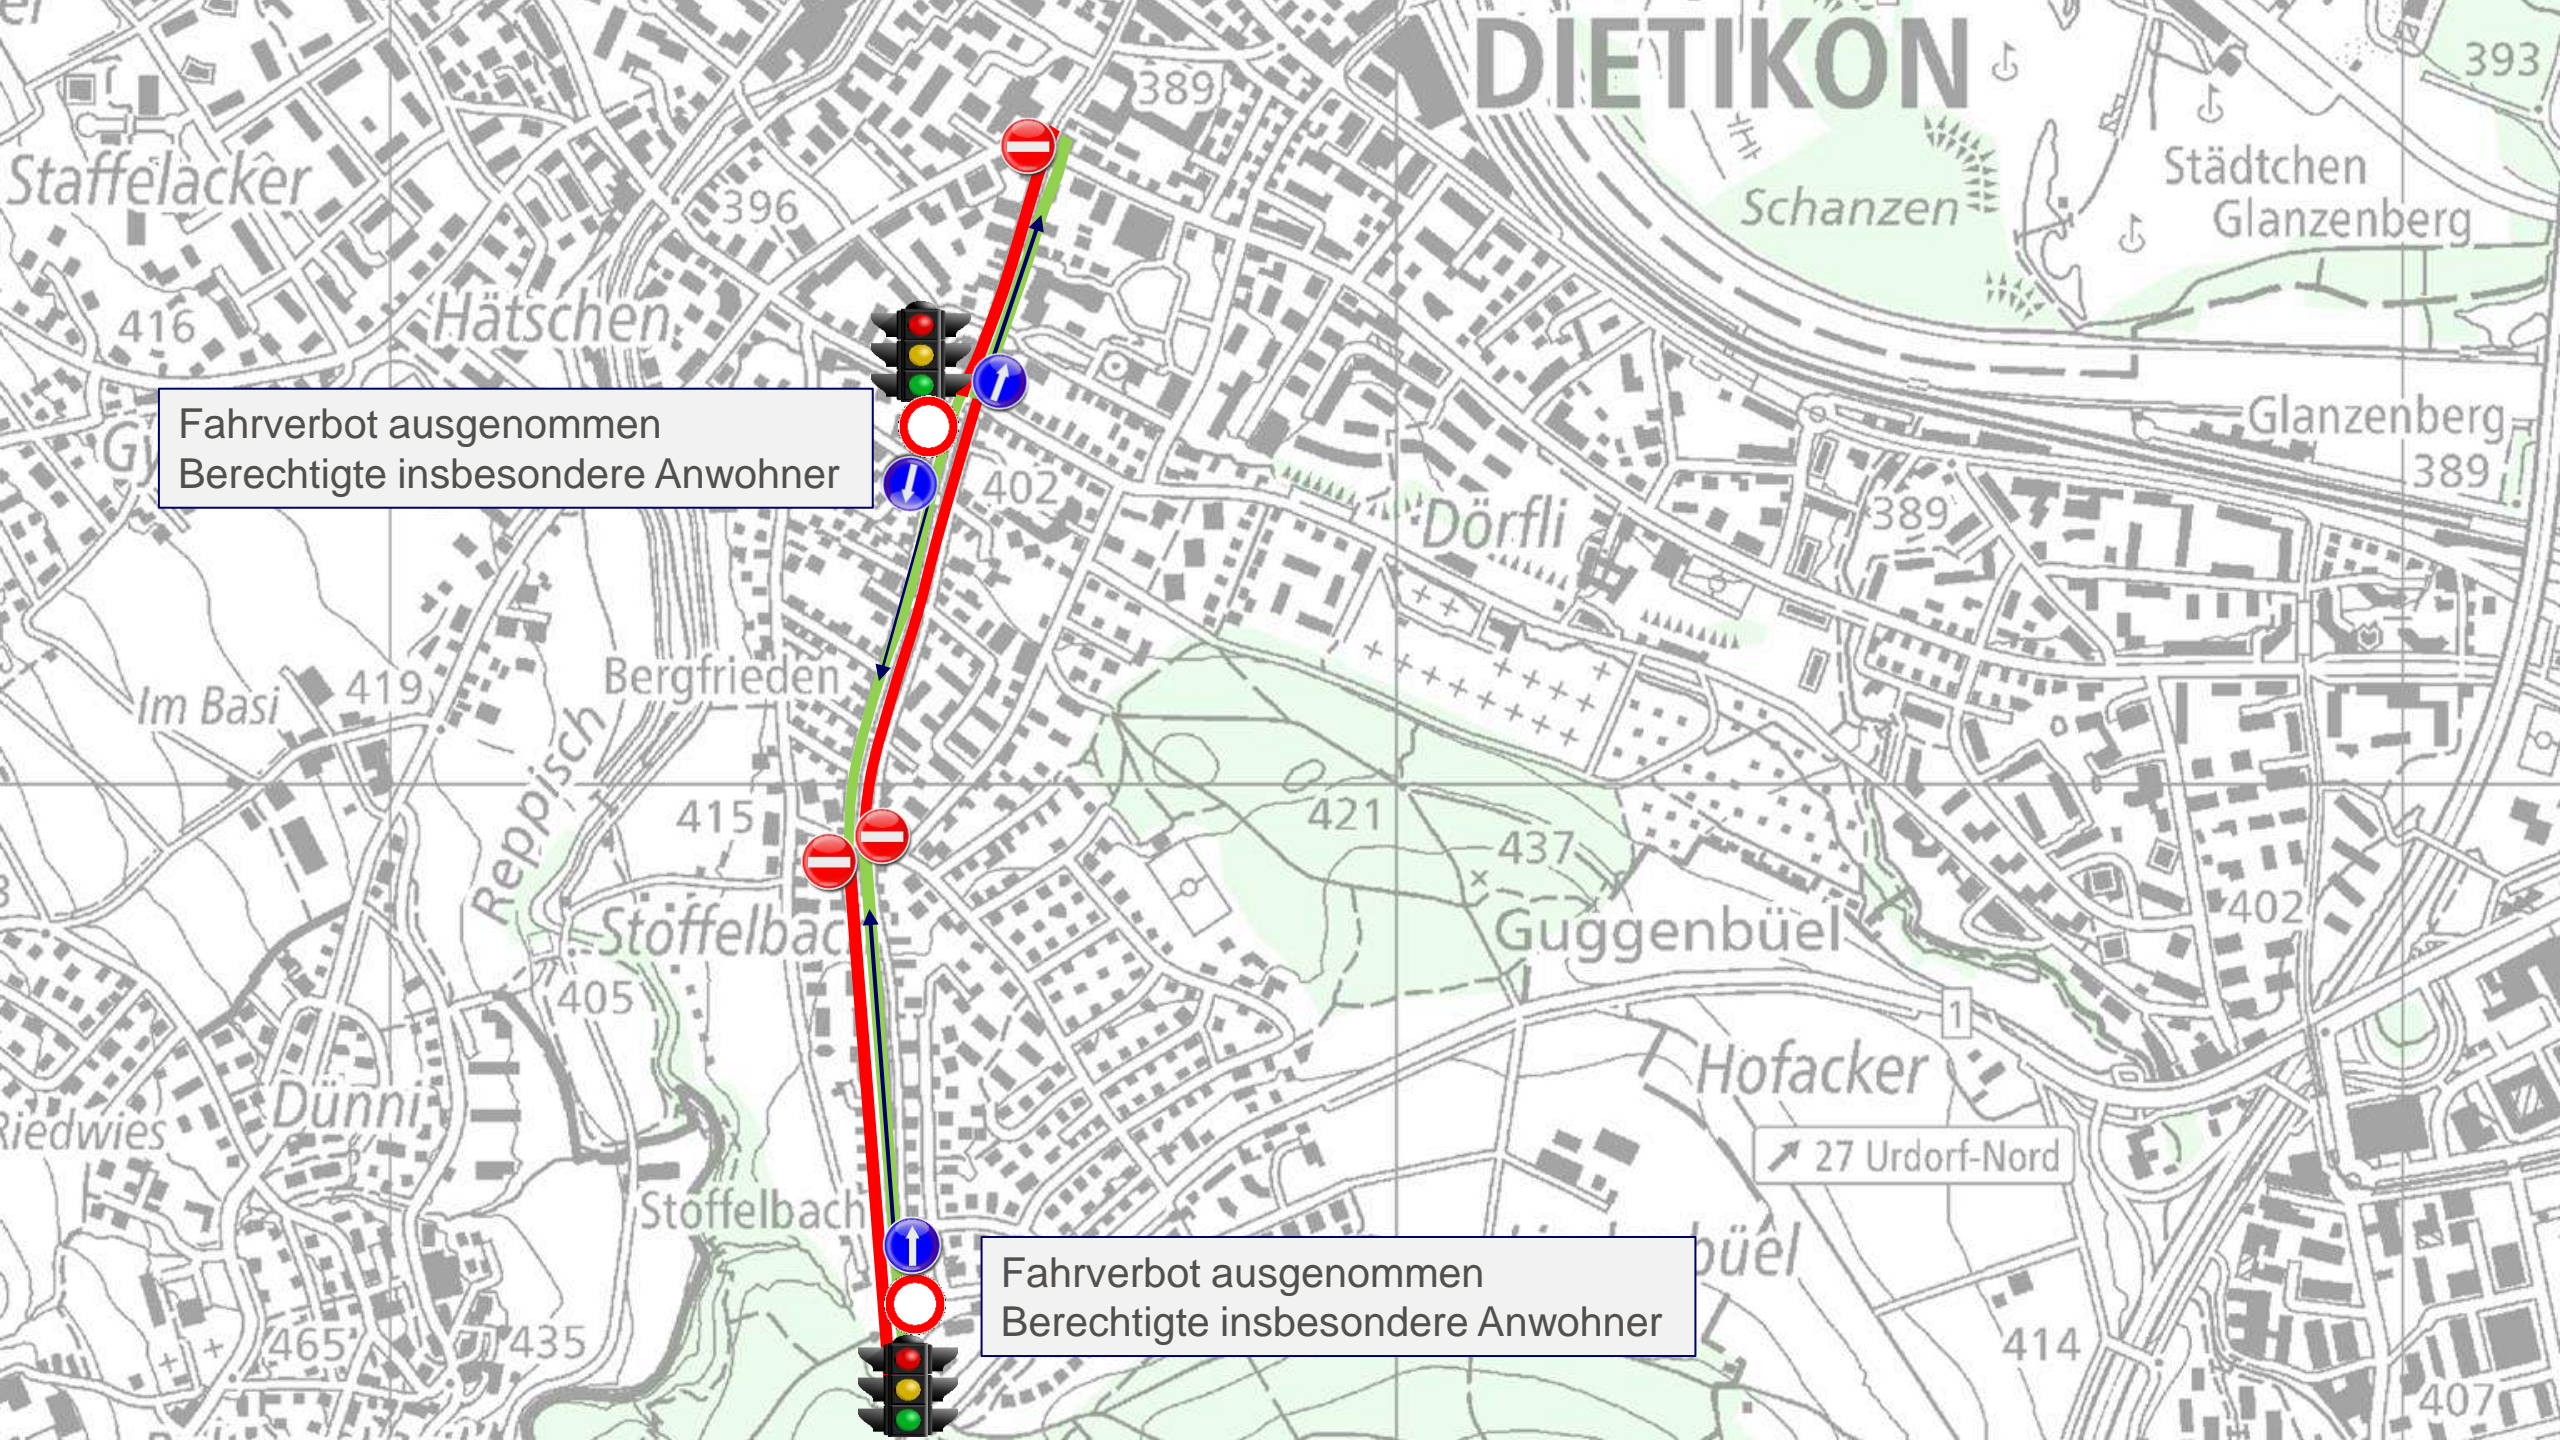 DIETIKON
393
389
Staffelacker
Städtchen
Glanzenberg
Schanzen
396
416
Hätschen
Fahrverbot ausgenommen
Berechtigte insbesondere Anwohner
Glanzenberg
389
402
Dörfli
389
Bergfrieden
Im Basi
419
Reppisch
415
421
437
402
Stoffelbac
Guggenbüel
405
1
Hofacker
Dünni
Riedwies
27 Urdorf-Nord
Stoffelbach
büel
Fahrverbot ausgenommen
Berechtigte insbesondere Anwohner
465
435
414
407